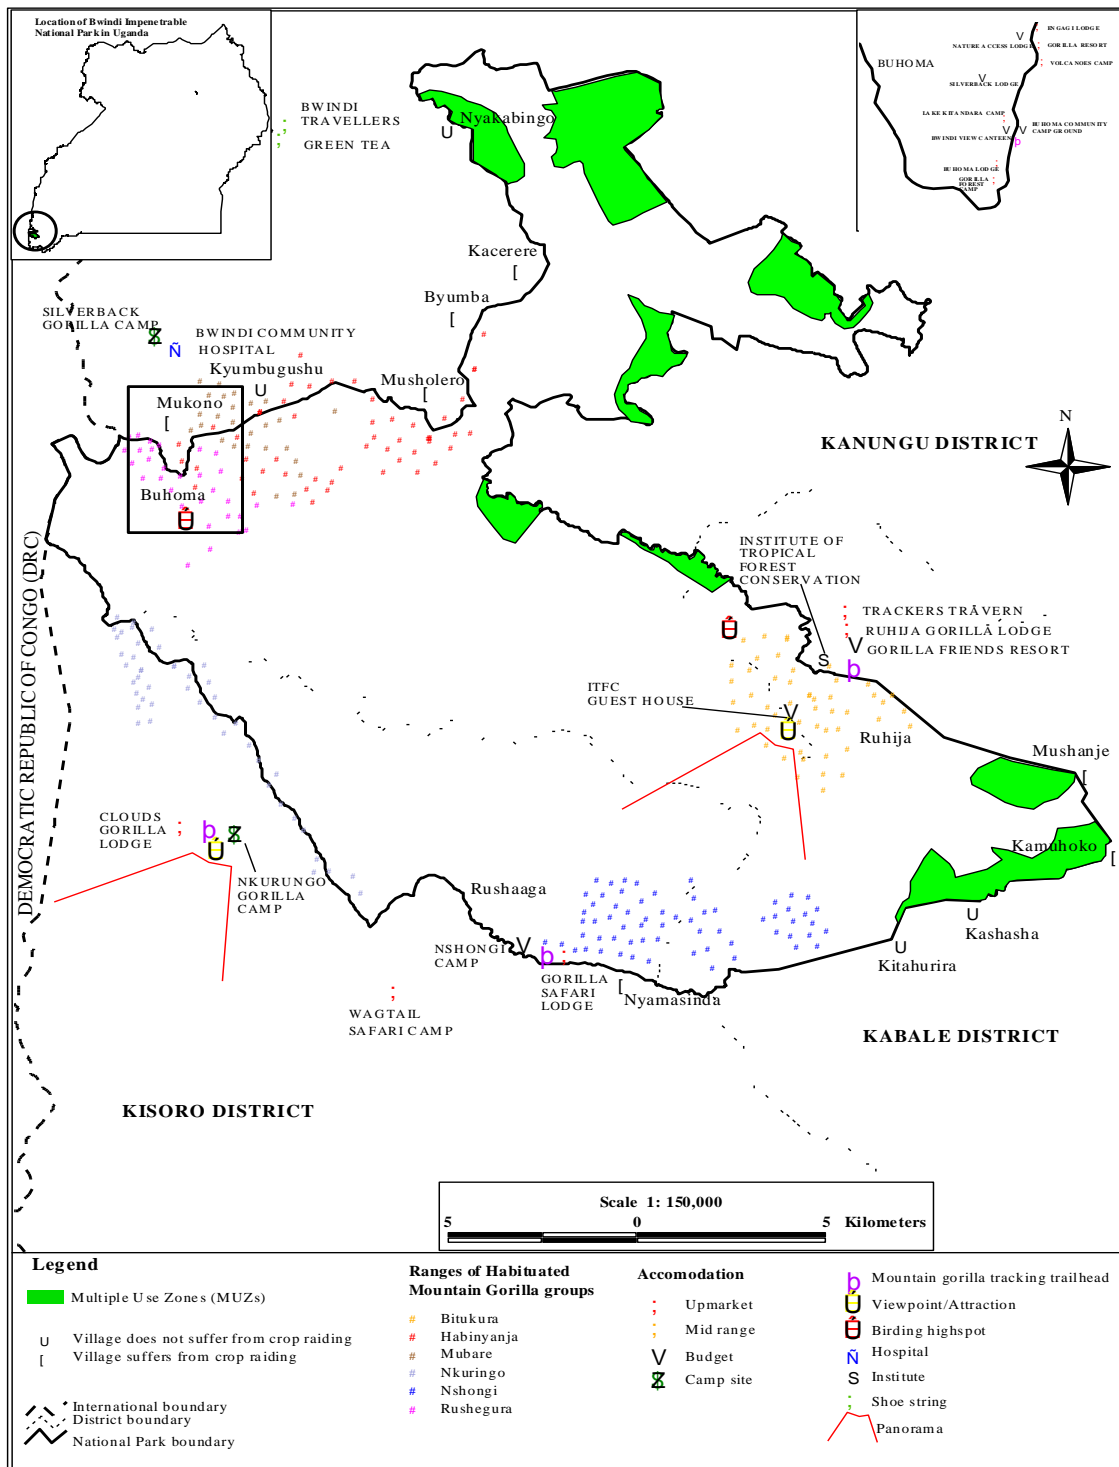 Location of Bwindi Impenetrable
National Park in Uganda
BWINDI
TRAVELLERS
GREEN TEA
Nyakabingo
ENGAGI LODGE
NATURE ACCESS LODGE
GORILLA RESORT
BUHOMA
VOLCANOES CAMP
SILVERBACK LODGE
LAKE KITANDARA CAMP
BUHOMA COMMUNITY
CAMP GROUND
BWINDI VIEW CANTEEN
BUHOMA LODGE
GORILLA
FOREST
CAMP
Kacerere
Byumba
SILVERBACK
GORILLA CAMP
BWINDI COMMUNITY
HOSPITAL
Kyumbugushu
Musholero
Mukono
Buhoma
KANUNGU DISTRICT
N
DEMOCRATIC REPUBLIC OF CONGO (DRC)
INSTITUTE OF
TROPICAL
FOREST
CONSERVATION
TRACKERS TRAVERN
RUHIJA GORILLA LODGE
GORILLA FRIENDS RESORT
ITFC
GUEST HOUSE
Ruhija
Mushanje
CLOUDS
GORILLA
LODGE
NKURUNGO
GORILLA
CAMP
Kamuhoko
Rushaaga
Kashasha
NSHONGI
CAMP
Kitahurira
GORILLA
SAFARI
LODGE
Nyamasinda
WAGTAIL
SAFARI CAMP
KABALE DISTRICT
KISORO DISTRICT
Scale 1: 150,000
5 0 5 Kilometers
Legend
Multiple Use Zones (MUZs)
U Village does not suffer from crop raiding
[ Village suffers from crop raiding
International boundary
District boundary
National Park boundary
Ranges of Habituated
Mountain Gorilla groups
# Bitukura
# Habinyanja
# Mubare
# Nkuringo
# Nshongi
# Rushegura
Accomodation
; Upmarket
; Mid range
V Budget
Camp site
þ Mountain gorilla tracking trailhead
Ú Viewpoint/Attraction
Ú Birding highspot
Ñ Hospital
S Institute
; Shoe string
Panorama